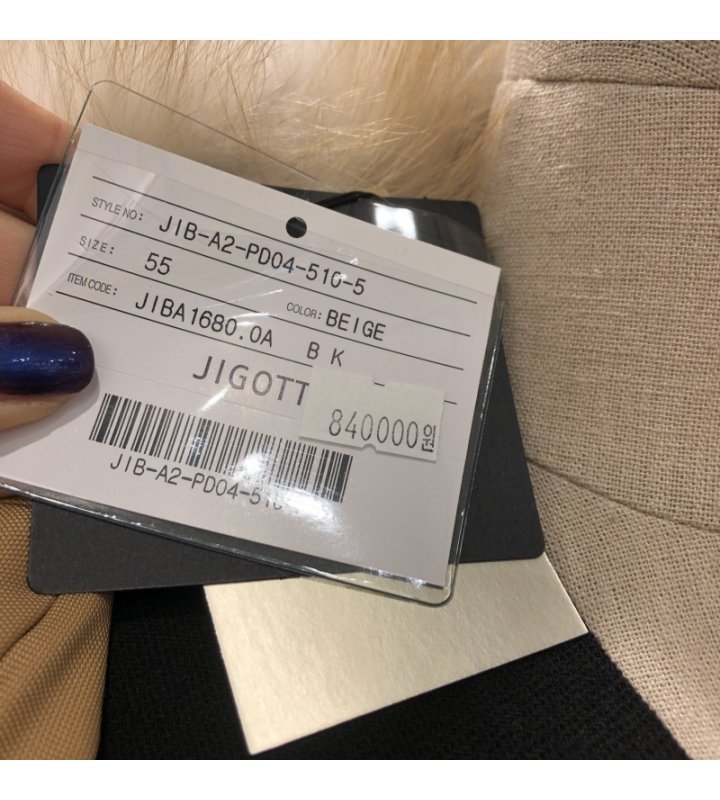 STYLE NO: JIB-A2-PD04-510-5
SIZE: 55 COLOR: BEIGE
ITEM CODE: JIBA1680.0A B K
JIGOTT
840000원
JIB-A2-PD04-510